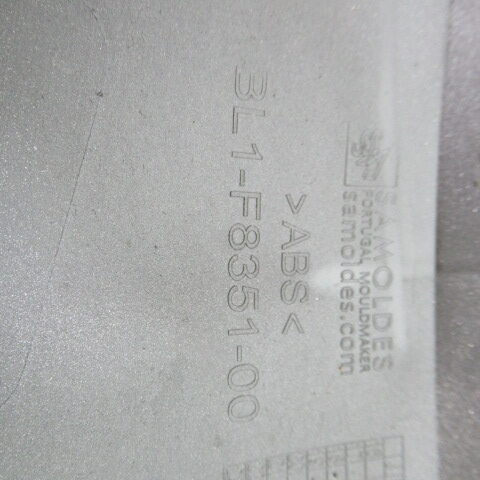 SAMOLDES
PORTUGAL MOULDMAKER
samoldes.com
>ABS<
3L1-F8351-00